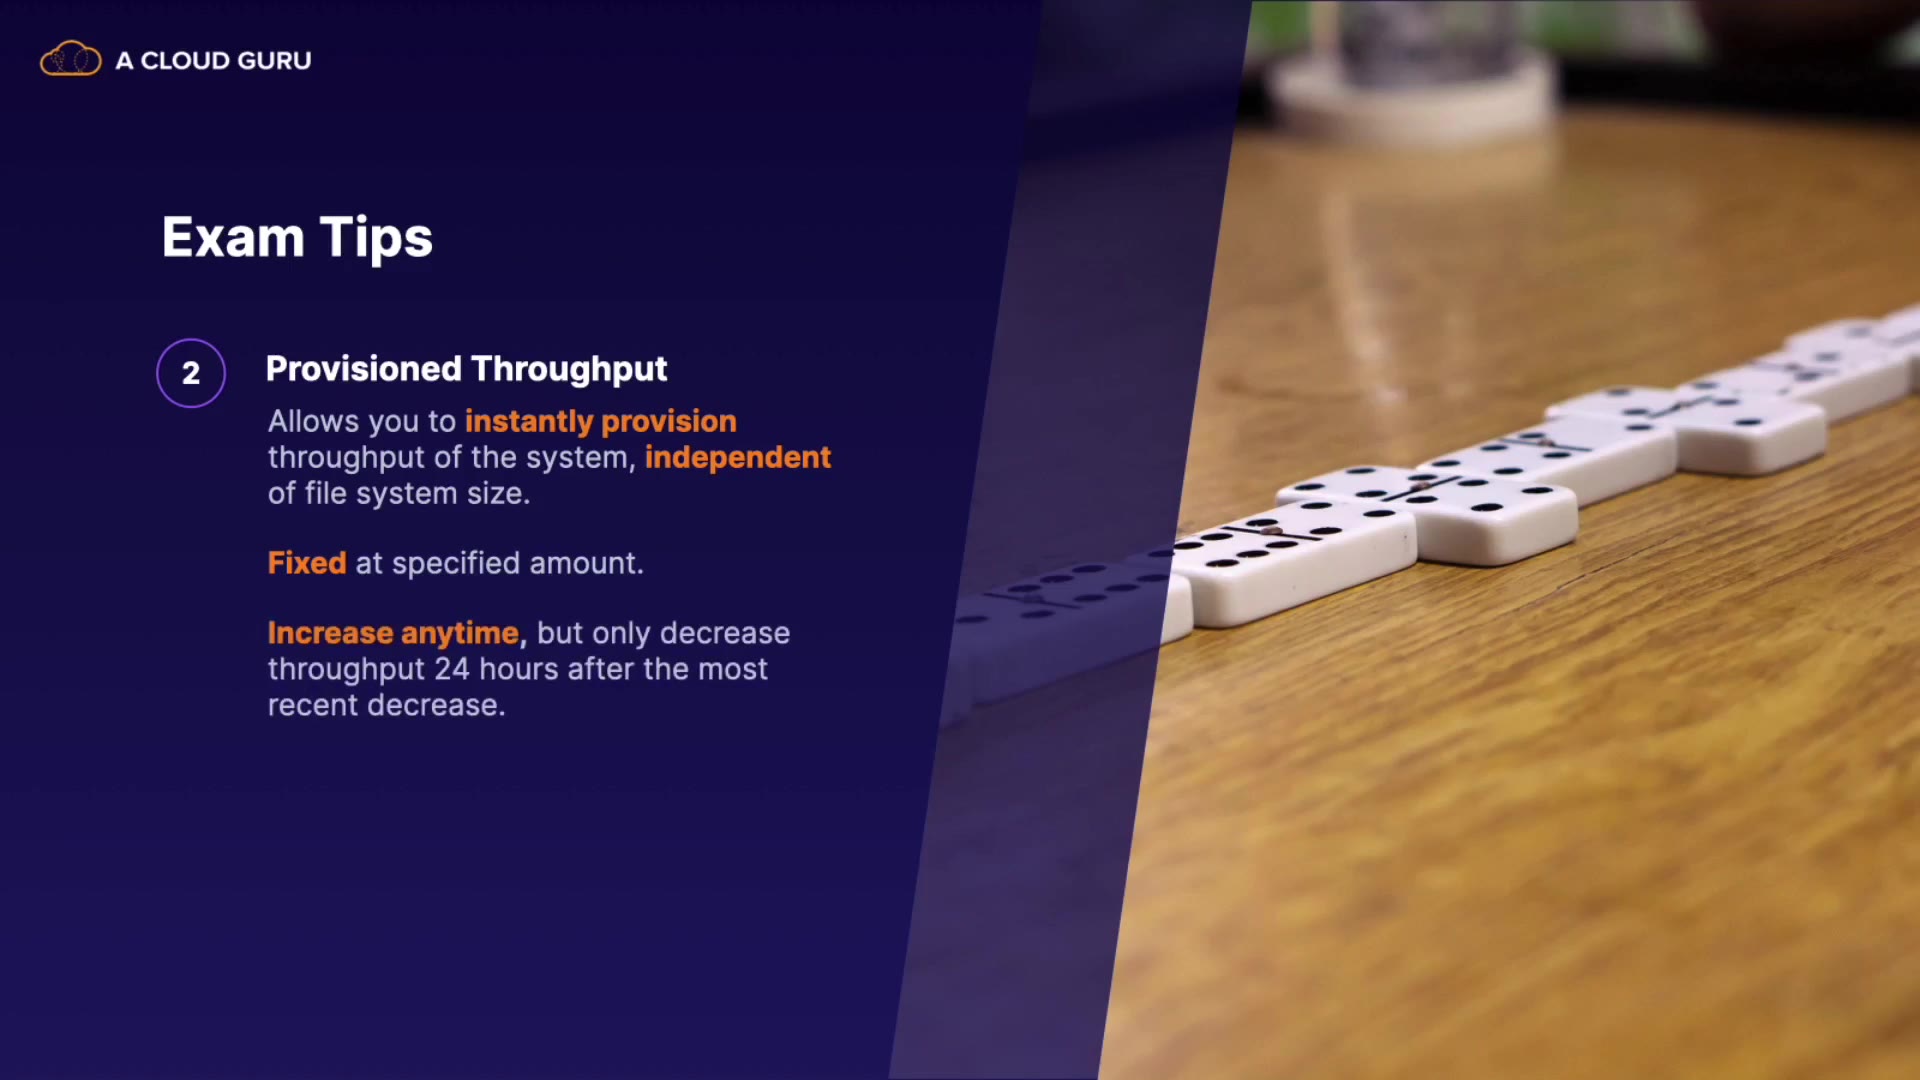 A CLOUD GURU
Exam Tips
2
Provisioned Throughput
Allows you to instantly provision
throughput of the system, independent
of file system size.
Fixed at specified amount.
Increase anytime, but only decrease
throughput 24 hours after the most
recent decrease.